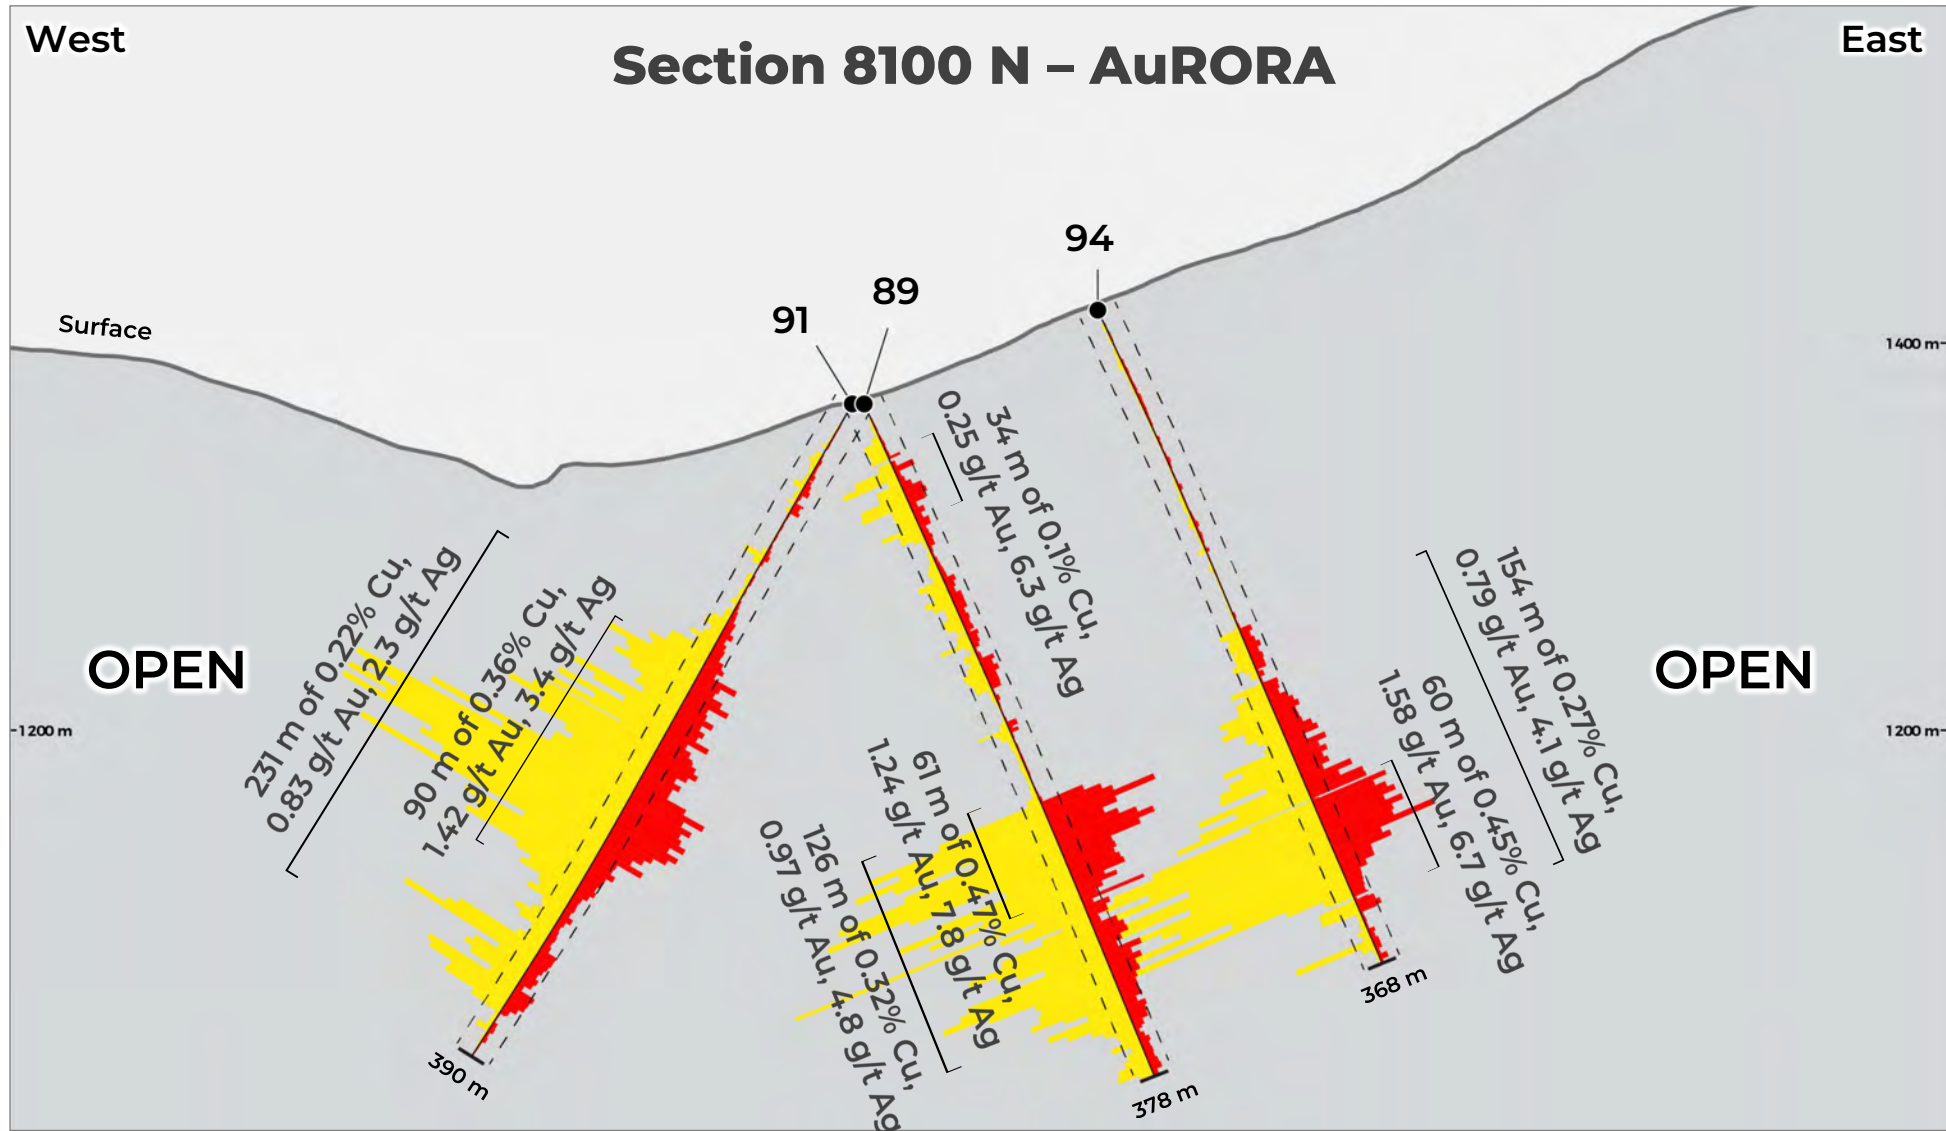 West
East
Section 8100 N – AuRORA
94
89
91
Surface
1400 m
34 m of 0.1% Cu,
0.25 g/t Au, 6.3 g/t Ag
231 m of 0.22% Cu,
0.83 g/t Au, 2.3 g/t Ag
90 m of 0.36% Cu,
1.42 g/t Au, 3.4 g/t Ag
154 m of 0.27% Cu,
0.79 g/t Au, 4.1 g/t Ag
OPEN
OPEN
60 m of 0.45% Cu,
1.58 g/t Au, 6.7 g/t Ag
1200 m
1200 m
61 m of 0.47% Cu,
1.24 g/t Au, 7.8 g/t Ag
126 m of 0.32% Cu,
0.97 g/t Au, 4.8 g/t Ag
368 m
390 m
378 m